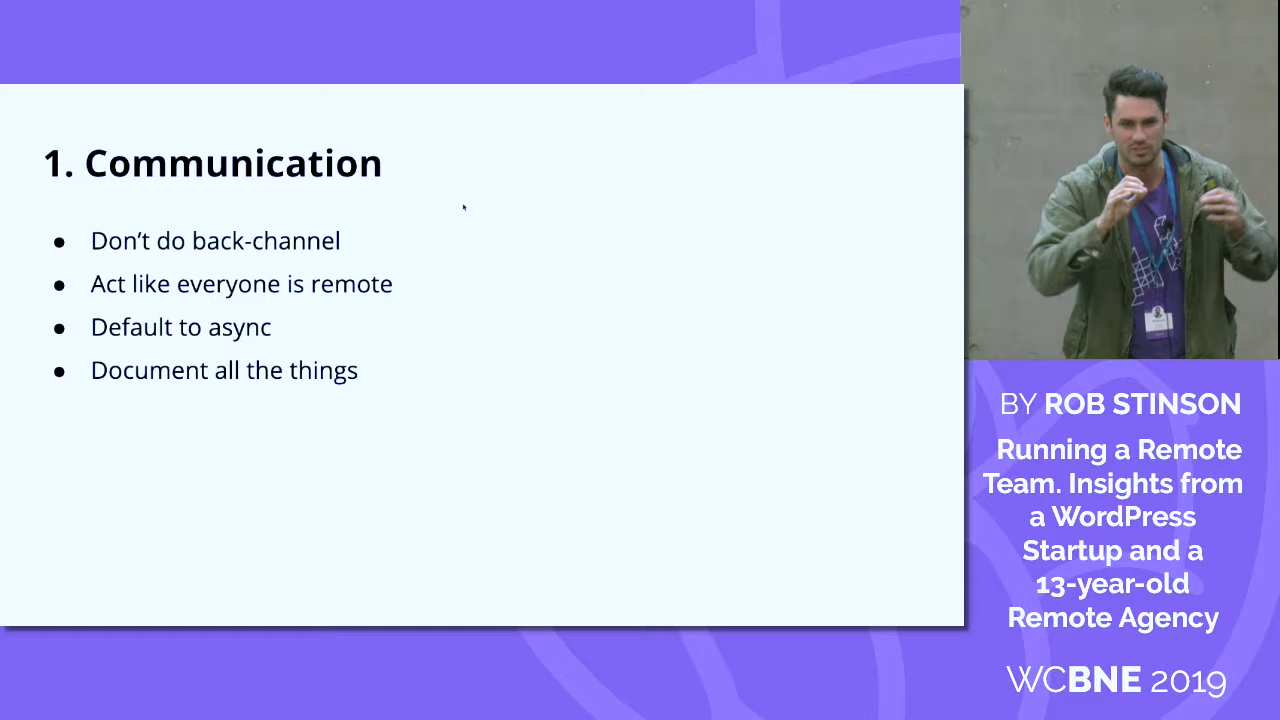 1. Communication
● Don’t do back-channel
● Act like everyone is remote
● Default to async
● Document all the things
BY ROB STINSON
Running a Remote
Team. Insights from
a WordPress
Startup and a
13-year-old
Remote Agency
WCBNE 2019